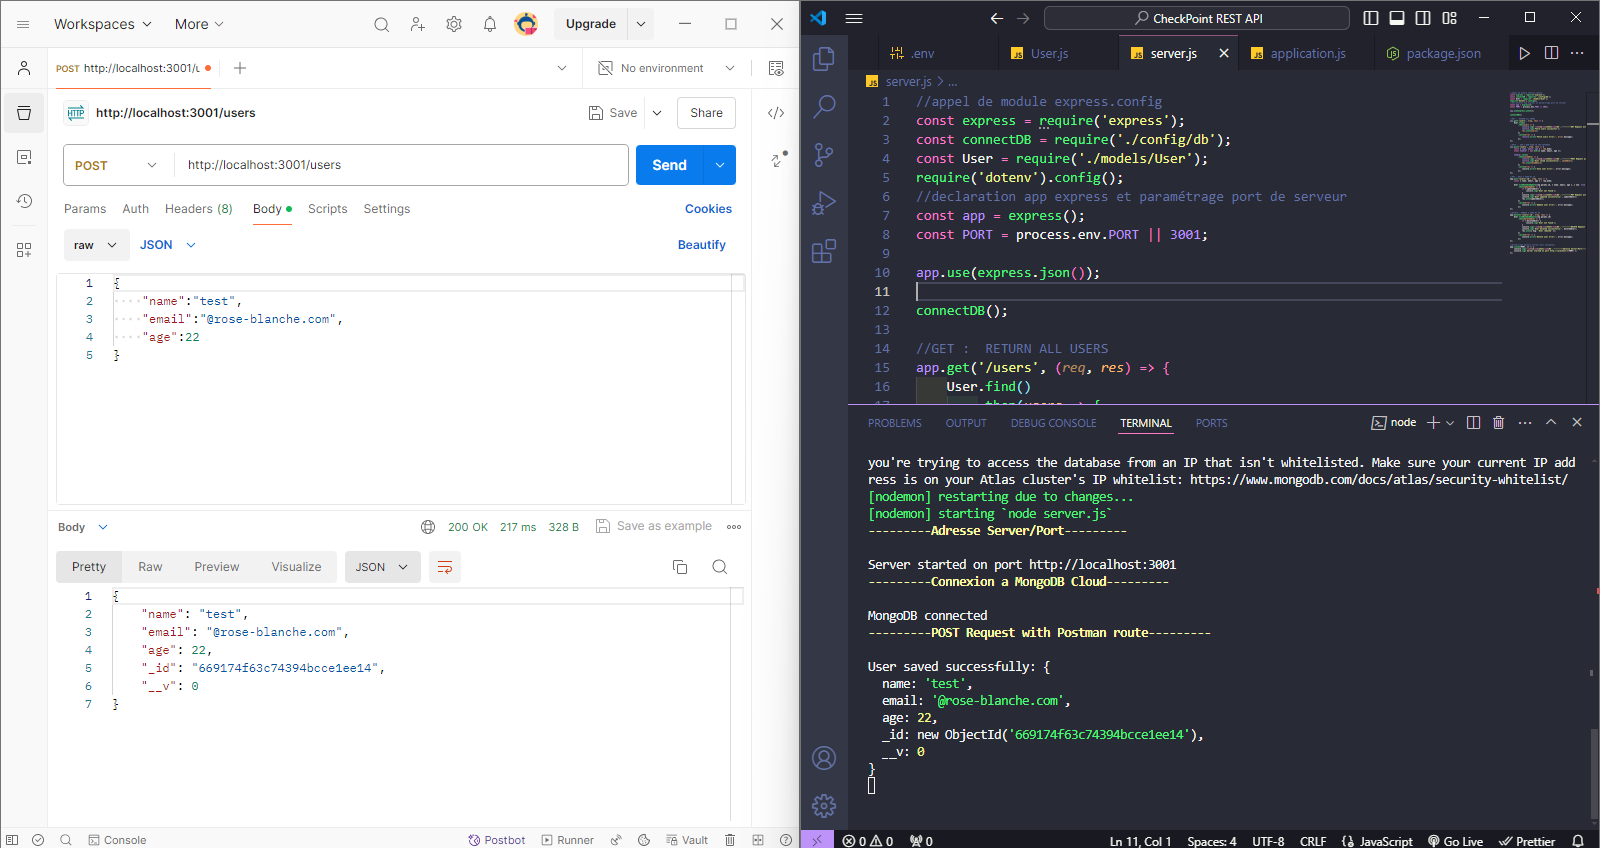 Workspaces
More
Upgrade
POST http://localhost:3001/u
No environment
HTTP http://localhost:3001/users
Save
Share
POST
http://localhost:3001/users
Send
Params Auth Headers (8) Body Scripts Settings
Cookies
raw
JSON
Beautify
1 {
2 "name":"test",
3 "email":"@rose-blanche.com",
4 "age":22
5 }
Body
200 OK 217 ms 328 B
Save as example
Pretty Raw Preview Visualize
JSON
1 {
2 "name": "test",
3 "email": "@rose-blanche.com",
4 "age": 22,
5 "_id": "669174f63c74394bcce1ee14",
6 "__v": 0
7 }
Console
Postbot
Runner
Vault
CheckPoint REST API
.env
JS User.js
JS server.js
JS application.js
package.json
JS server.js > ...
1 //appel de module express.config
2 const express = require('express');
3 const connectDB = require('./config/db');
4 const User = require('./models/User');
5 require('dotenv').config();
6 //declaration app express et paramétrage port de serveur
7 const app = express();
8 const PORT = process.env.PORT || 3001;
9
10 app.use(express.json());
11
12 connectDB();
13
14 //GET :  RETURN ALL USERS
15 app.get('/users', (req, res) => {
16 User.find()
PROBLEMS OUTPUT DEBUG CONSOLE TERMINAL PORTS
node
you're trying to access the database from an IP that isn't whitelisted. Make sure your current IP add
ress is on your Atlas cluster's IP whitelist: https://www.mongodb.com/docs/atlas/security-whitelist/
[nodemon] restarting due to changes...
[nodemon] starting `node server.js`
---------Adresse Server/Port---------
Server started on port http://localhost:3001
---------Connexion a MongoDB Cloud---------
MongoDB connected
---------POST Request with Postman route---------
User saved successfully: {
name: 'test',
email: '@rose-blanche.com',
age: 22,
_id: new ObjectId('669174f63c74394bcce1ee14'),
__v: 0
}
0 0
0
Ln 11, Col 1
Spaces: 4
UTF-8
CRLF
{} JavaScript
Go Live
Prettier